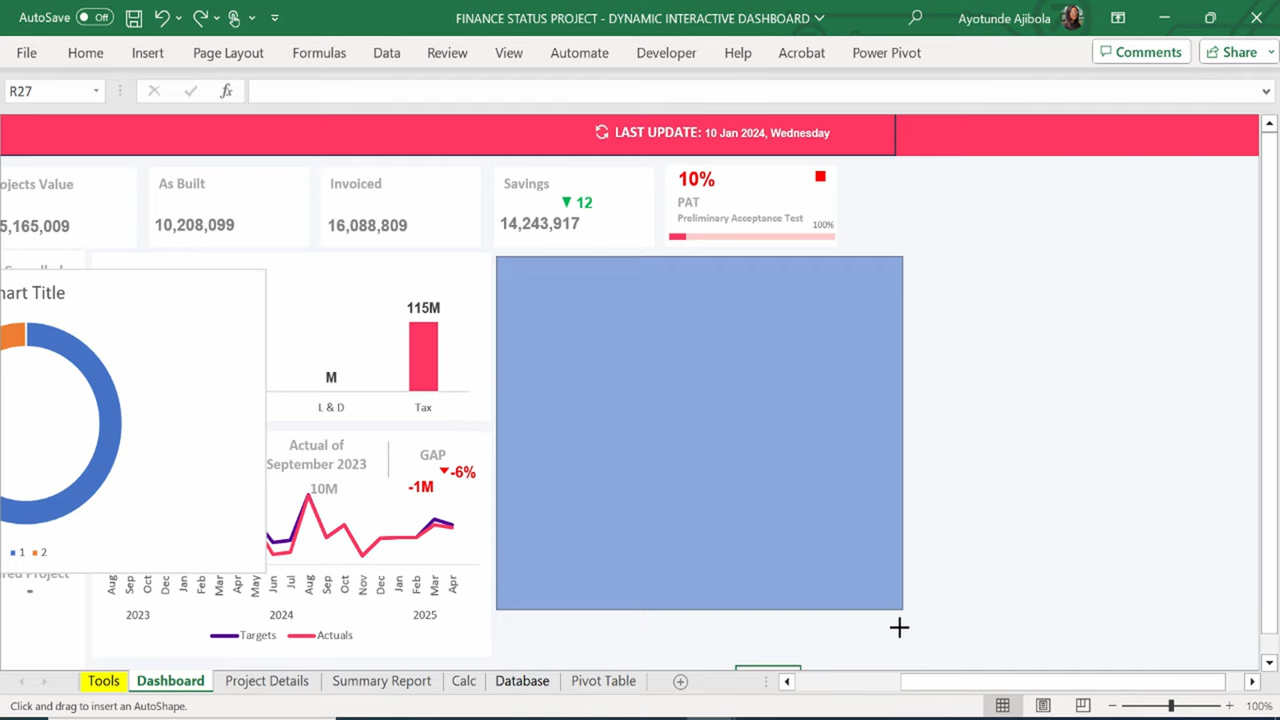 AutoSave Off FINANCE STATUS PROJECT - DYNAMIC INTERACTIVE DASHBOARD Ayotunde Ajibola
File Home Insert Page Layout Formulas Data Review View Automate Developer Help Acrobat Power Pivot Comments Share
R27 fx
LAST UPDATE: 10 Jan 2024, Wednesday
ojects Value
5,165,009
As Built
10,208,099
Invoiced
16,088,809
Savings
▼ 12
14,243,917
10%
PAT
Preliminary Acceptance Test
100%
hart Title
1 2
115M
M
L & D Tax
Actual of
September 2023
10M
GAP
-6%
-1M
red Project
-
Aug Sep Oct Dec Jan Feb Mar Apr May Jun Jul Aug Sep Oct Nov Dec Jan Feb Mar Apr
2023 2024 2025
Targets Actuals
Tools Dashboard Project Details Summary Report Calc Database Pivot Table
Click and drag to insert an AutoShape. 100%